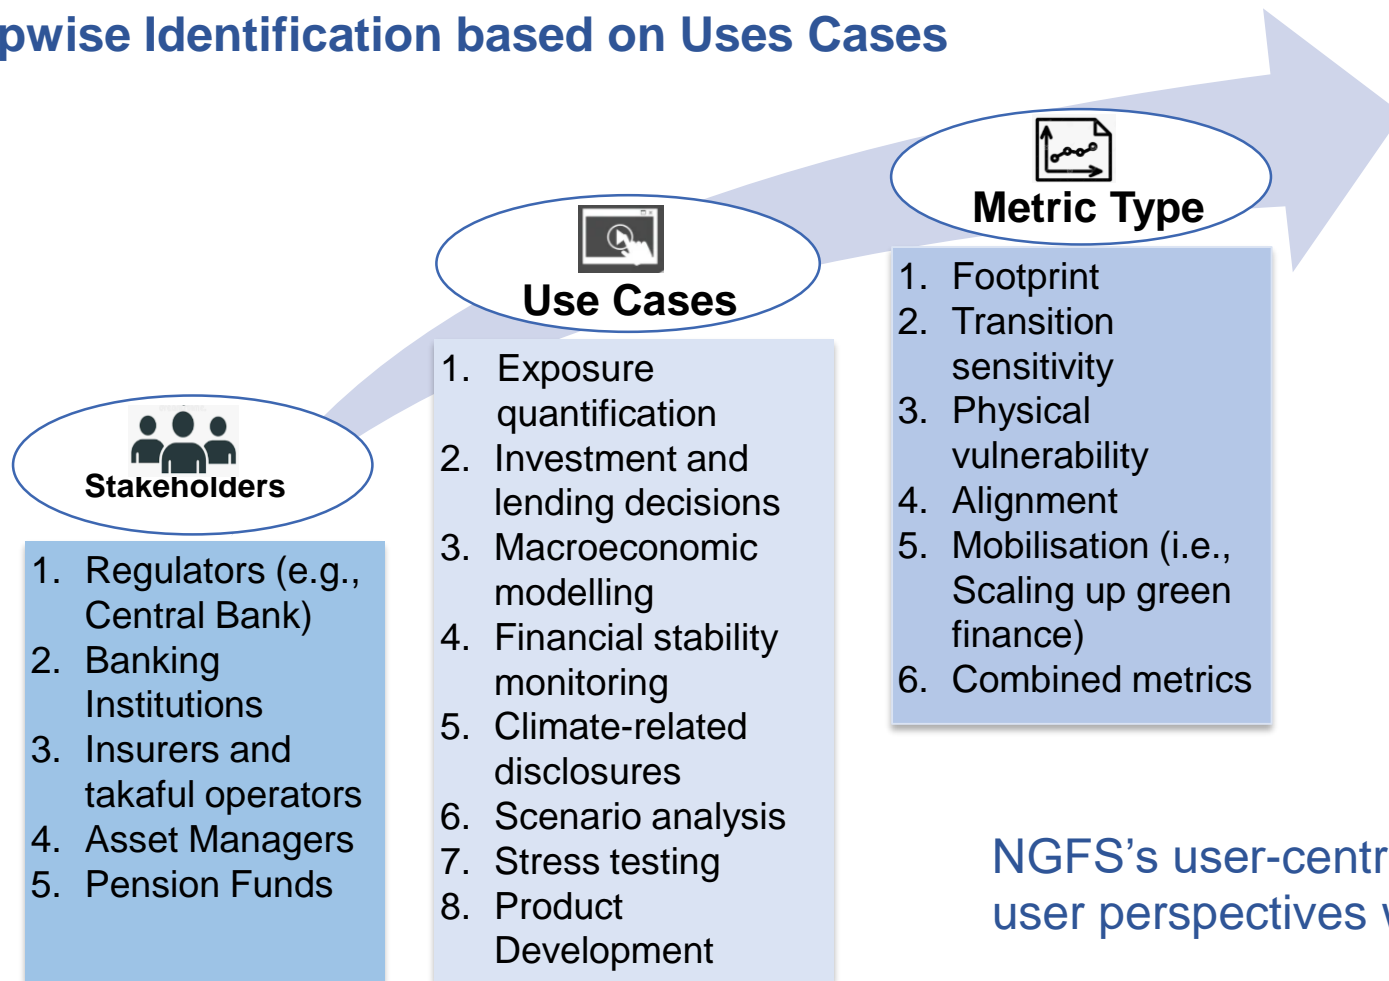 pwise Identification based on Uses Cases
Metric Type
1. Footprint
2. Transition
sensitivity
3. Physical
vulnerability
4. Alignment
5. Mobilisation (i.e.,
Scaling up green
finance)
6. Combined metrics
Use Cases
1. Exposure
quantification
2. Investment and
lending decisions
3. Macroeconomic
modelling
4. Financial stability
monitoring
5. Climate-related
disclosures
6. Scenario analysis
7. Stress testing
8. Product
Development
Stakeholders
1. Regulators (e.g.,
Central Bank)
2. Banking
Institutions
3. Insurers and
takaful operators
4. Asset Managers
5. Pension Funds
NGFS’s user-centr
user perspectives